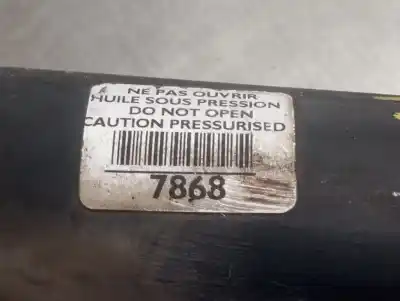 NE PAS OUVRIR
HUILE SOUS PRESSION
DO NOT OPEN
CAUTION PRESSURISED
7868